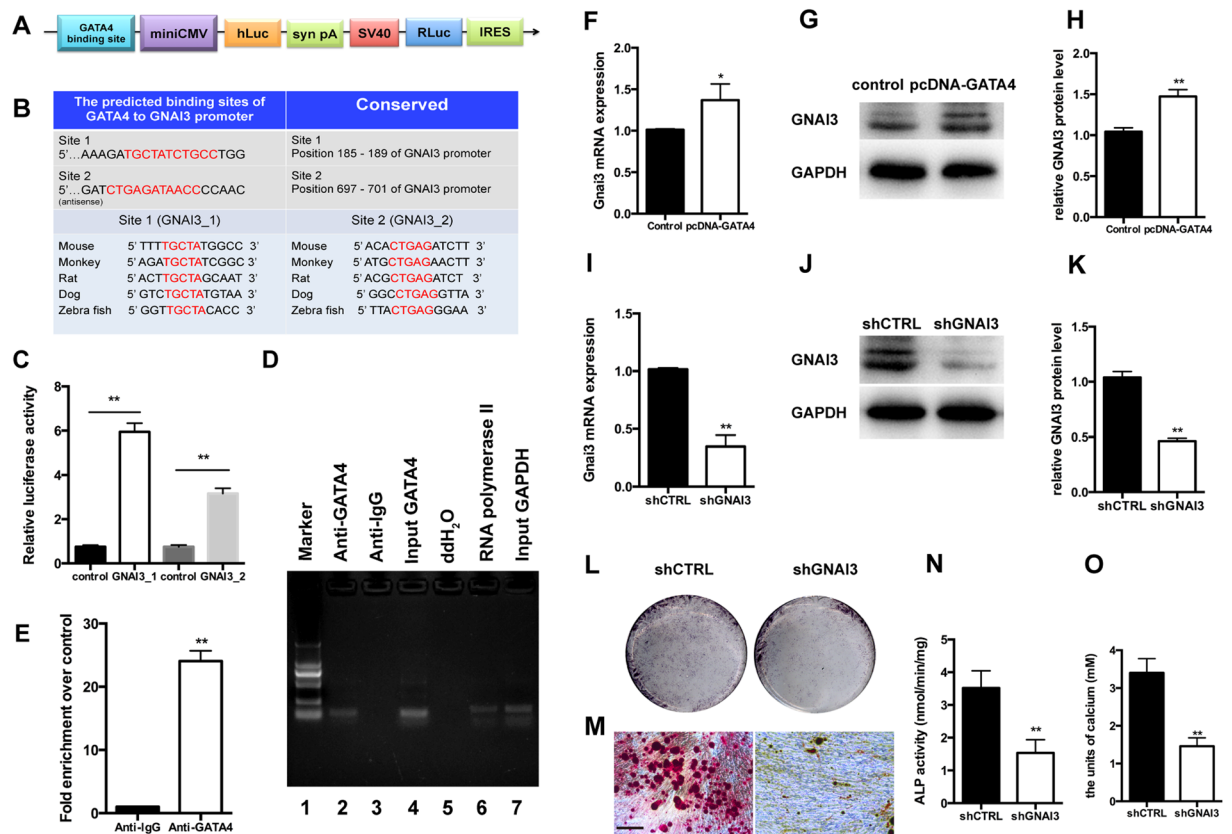 A
GATA4 binding site
miniCMV
hLuc
syn pA
SV40
RLuc
IRES
B
The predicted binding sites of GATA4 to GNAI3 promoter
Conserved
Site 1
5'...AAAGATGCTATCTGCCTGG
Site 1
Position 185 - 189 of GNAI3 promoter
Site 2
5'...GATCTGAGATAACCCCAAC
(antisense)
Site 2
Position 697 - 701 of GNAI3 promoter
Site 1 (GNAI3_1)
Site 2 (GNAI3_2)
Mouse 5' TTTTGCTATGGCC 3'
Monkey 5' AGATGCTATCGGC 3'
Rat 5' ACTTGCTAGCAAT 3'
Dog 5' GTCTGCTATGTAA 3'
Zebra fish 5' GGTTGCTACACC 3'
Mouse 5' ACACTGAGATCTT 3'
Monkey 5' ATGCTGAGAACTT 3'
Rat 5' ACGCTGAGATCT 3'
Dog 5' GGCCTGAGGTTA 3'
Zebra fish 5' TTACTGAGGGAA 3'
C
Relative luciferase activity
8
6
4
2
0
**
**
control GNAI3_1 control GNAI3_2
D
Marker
Anti-GATA4
Anti-IgG
Input GATA4
ddH2O
RNA polymerase II
Input GAPDH
1 2 3 4 5 6 7
E
Fold enrichment over control
30
20
10
0
**
Anti-IgG Anti-GATA4
F
Gnai3 mRNA expression
2.0
1.5
1.0
0.5
0.0
*
Control pcDNA-GATA4
G
control pcDNA-GATA4
GNAI3
GAPDH
H
relative GNAI3 protein level
2.0
1.5
1.0
0.5
0.0
**
Control pcDNA-GATA4
I
Gnai3 mRNA expression
1.5
1.0
0.5
0.0
**
shCTRL shGNAI3
J
shCTRL shGNAI3
GNAI3
GAPDH
K
relative GNAI3 protein level
1.5
1.0
0.5
0.0
**
shCTRL shGNAI3
L
shCTRL
shGNAI3
M
N
ALP activity (nmol/min/mg)
5
4
3
2
1
0
**
shCTRL shGNAI3
O
the units of calcium (mM)
4
3
2
1
0
**
shCTRL shGNAI3